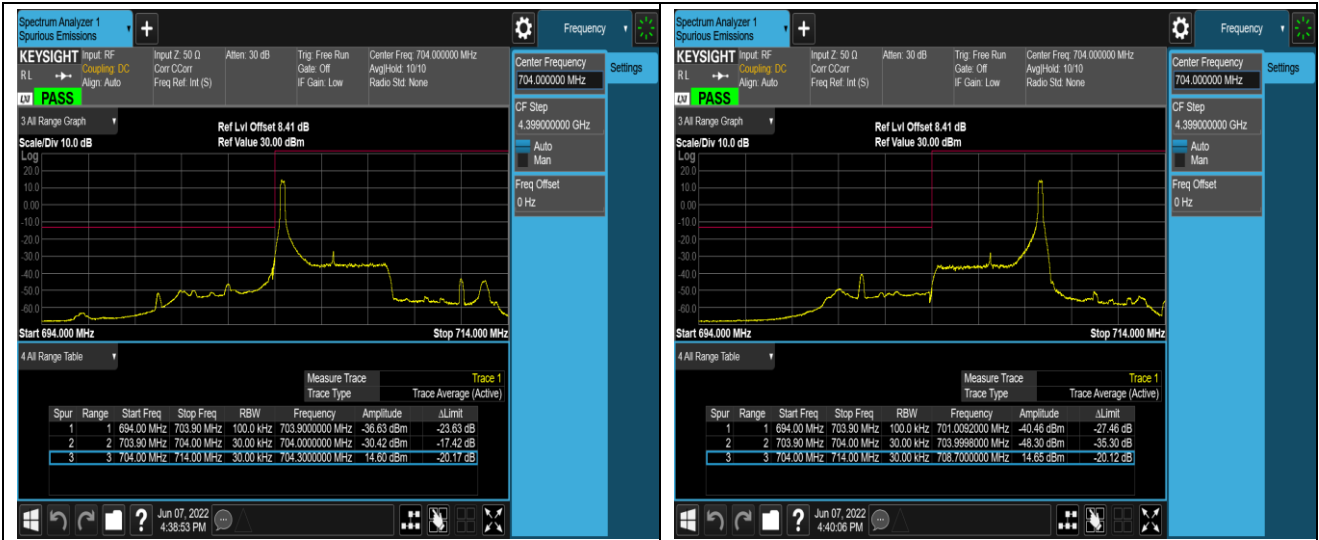 Spectrum Analyzer 1
Spurious Emissions
+
Frequency
KEYSIGHT Input: RF Input Z: 50 Ω Atten: 30 dB Trig: Free Run Center Freq: 704.000000 MHz
RL Coupling: DC Corr CCorr Gate: Off Avg|Hold: 10/10
Align: Auto Freq Ref: Int (S) IF Gain: Low Radio Std: None
LXI PASS
Center Frequency
704.000000 MHz
Settings
CF Step
4.399000000 GHz
Auto
Man
Freq Offset
0 Hz
3 All Range Graph
Ref Lvl Offset 8.41 dB
Scale/Div 10.0 dB Ref Value 30.00 dBm
Log
20.0
10.0
0.00
-10.0
-20.0
-30.0
-40.0
-50.0
-60.0
Start 694.000 MHz Stop 714.000 MHz
4 All Range Table
Measure Trace Trace 1
Trace Type Trace Average (Active)
Spur Range Start Freq Stop Freq RBW Frequency Amplitude ΔLimit
1 1 694.00 MHz 703.90 MHz 100.0 kHz 703.9000000 MHz -36.63 dBm -23.63 dB
2 2 703.90 MHz 704.00 MHz 30.00 kHz 704.0000000 MHz -30.42 dBm -17.42 dB
3 3 704.00 MHz 714.00 MHz 30.00 kHz 704.3000000 MHz 14.60 dBm -20.17 dB
?
Jun 07, 2022
4:38:53 PM
Spectrum Analyzer 1
Spurious Emissions
+
Frequency
KEYSIGHT Input: RF Input Z: 50 Ω Atten: 30 dB Trig: Free Run Center Freq: 704.000000 MHz
RL Coupling: DC Corr CCorr Gate: Off Avg|Hold: 10/10
Align: Auto Freq Ref: Int (S) IF Gain: Low Radio Std: None
LXI PASS
Center Frequency
704.000000 MHz
Settings
CF Step
4.399000000 GHz
Auto
Man
Freq Offset
0 Hz
3 All Range Graph
Ref Lvl Offset 8.41 dB
Scale/Div 10.0 dB Ref Value 30.00 dBm
Log
20.0
10.0
0.00
-10.0
-20.0
-30.0
-40.0
-50.0
-60.0
Start 694.000 MHz Stop 714.000 MHz
4 All Range Table
Measure Trace Trace 1
Trace Type Trace Average (Active)
Spur Range Start Freq Stop Freq RBW Frequency Amplitude ΔLimit
1 1 694.00 MHz 703.90 MHz 100.0 kHz 701.0092000 MHz -40.46 dBm -27.46 dB
2 2 703.90 MHz 704.00 MHz 30.00 kHz 703.9998000 MHz -48.30 dBm -35.30 dB
3 3 704.00 MHz 714.00 MHz 30.00 kHz 708.7000000 MHz 14.65 dBm -20.12 dB
?
Jun 07, 2022
4:40:06 PM